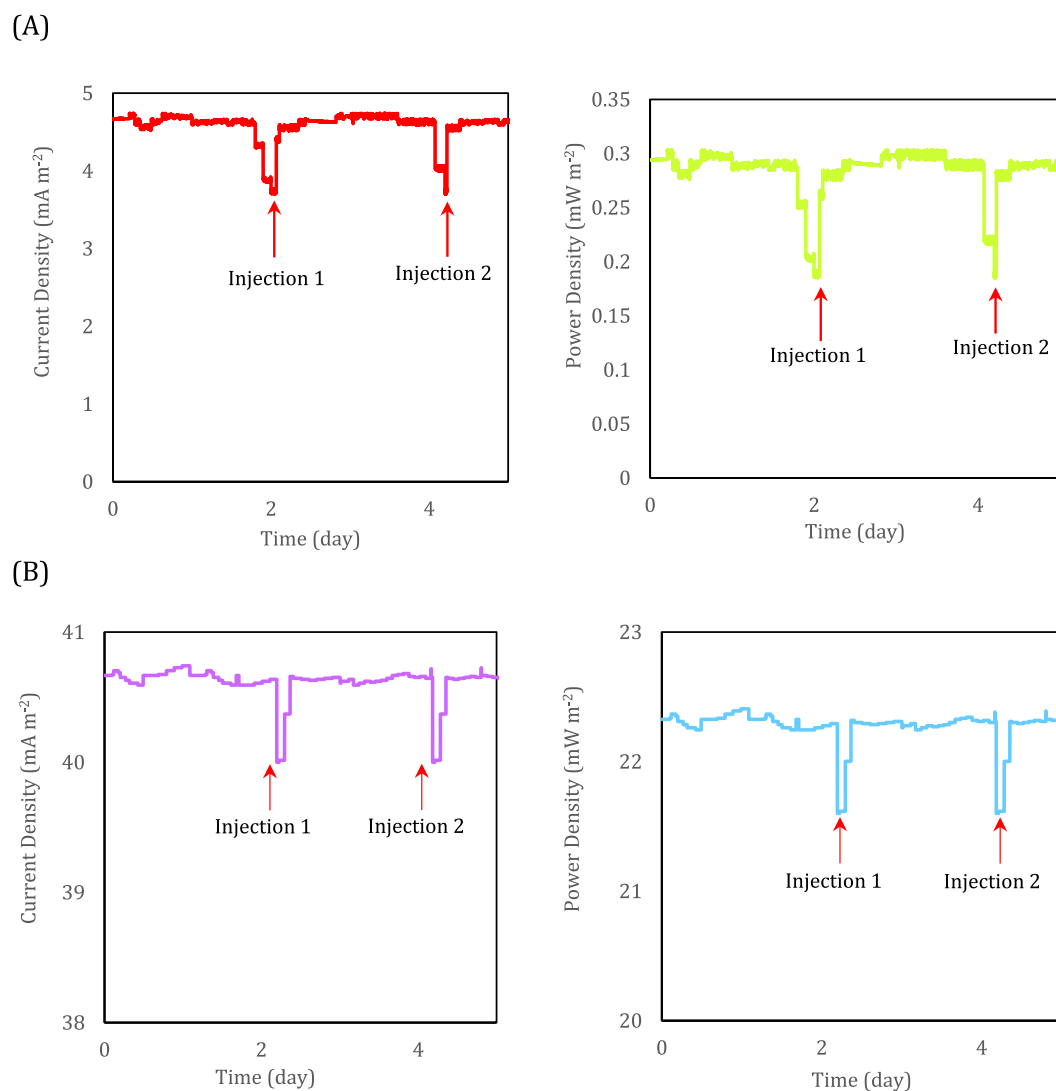 (A)
5
4
3
2
1
0
Current Density (mA m-2)
0
2
4
Time (day)
Injection 1
Injection 2
0.35
0.3
0.25
0.2
0.15
0.1
0.05
0
Power Density (mW m-2)
0
2
4
Time (day)
Injection 1
Injection 2
(B)
41
40
39
38
Current Density (mA m-2)
0
2
4
Time (day)
Injection 1
Injection 2
23
22
21
20
Power Density (mW m-2)
0
2
4
Time (day)
Injection 1
Injection 2